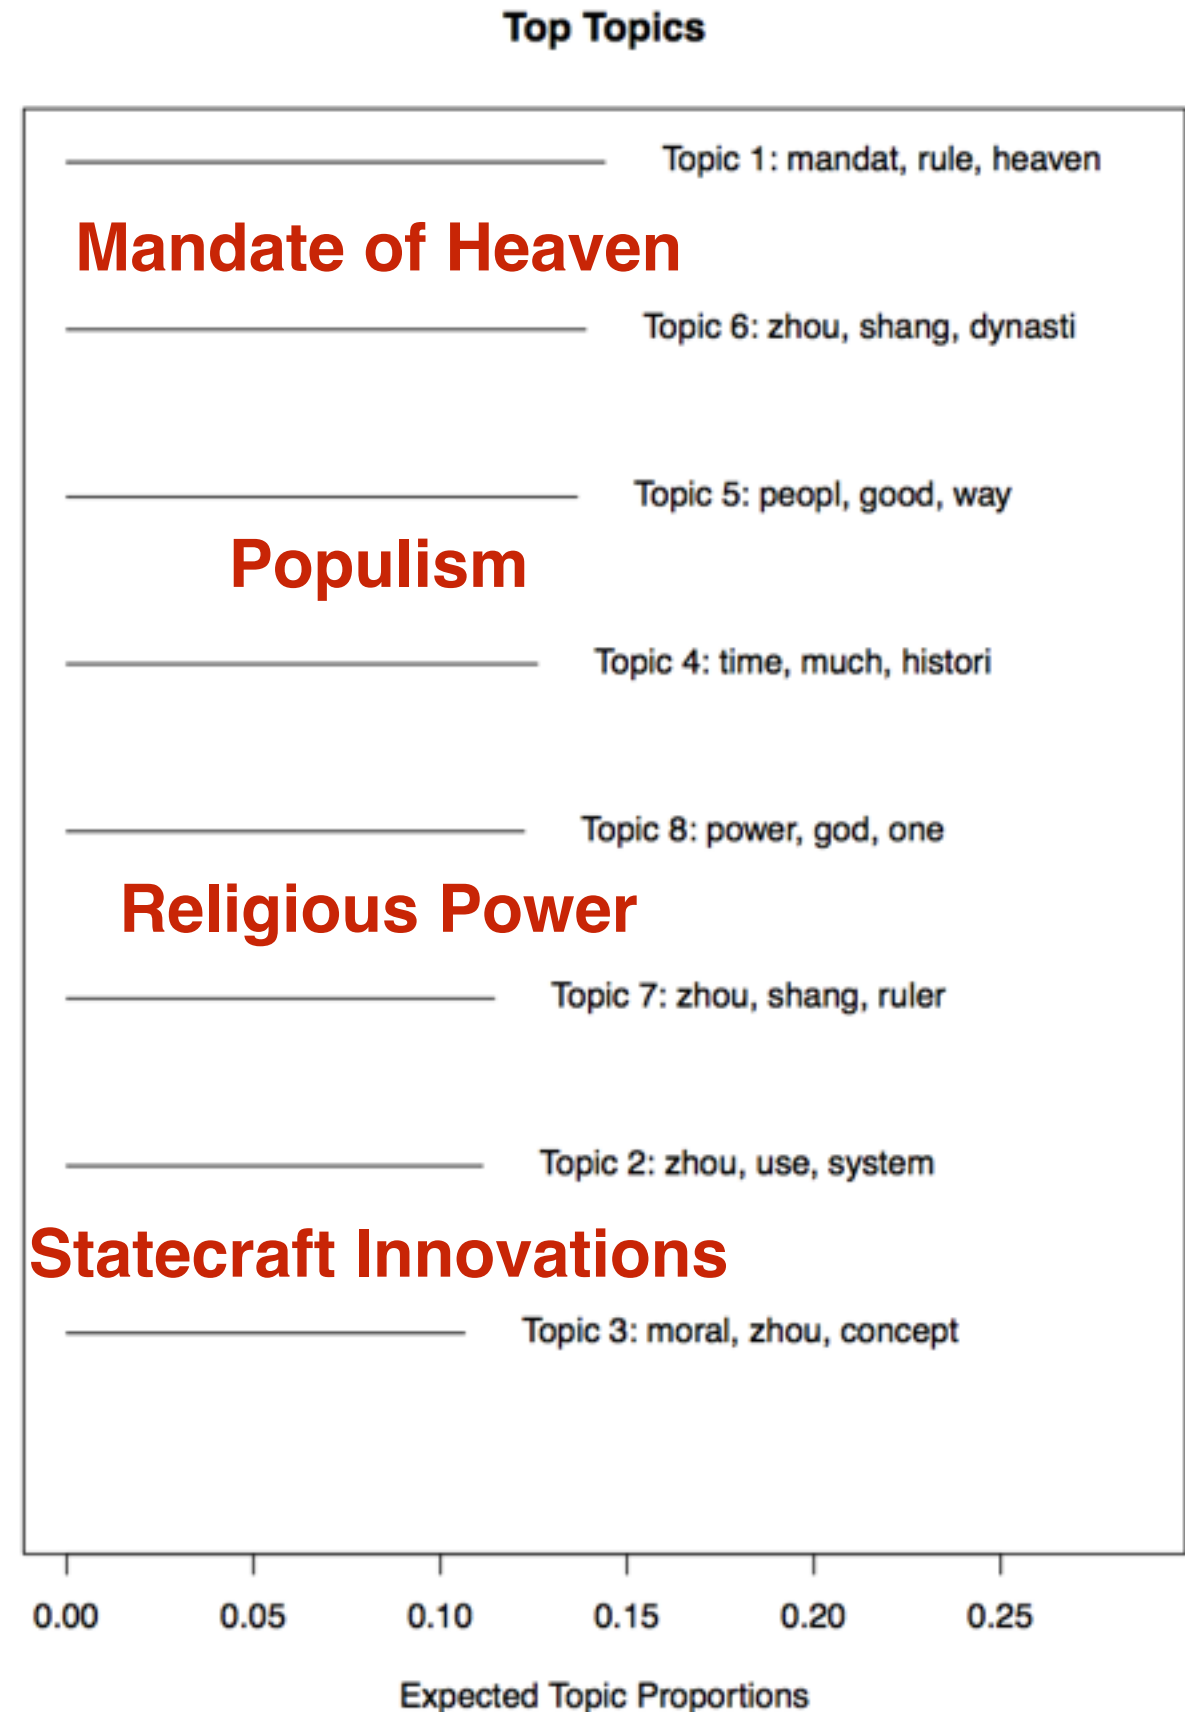 Top Topics
Topic 1: mandat, rule, heaven
Mandate of Heaven
Topic 6: zhou, shang, dynasti
Topic 5: peopl, good, way
Populism
Topic 4: time, much, histori
Topic 8: power, god, one
Religious Power
Topic 7: zhou, shang, ruler
Topic 2: zhou, use, system
Statecraft Innovations
Topic 3: moral, zhou, concept
0.00 0.05 0.10 0.15 0.20 0.25
Expected Topic Proportions